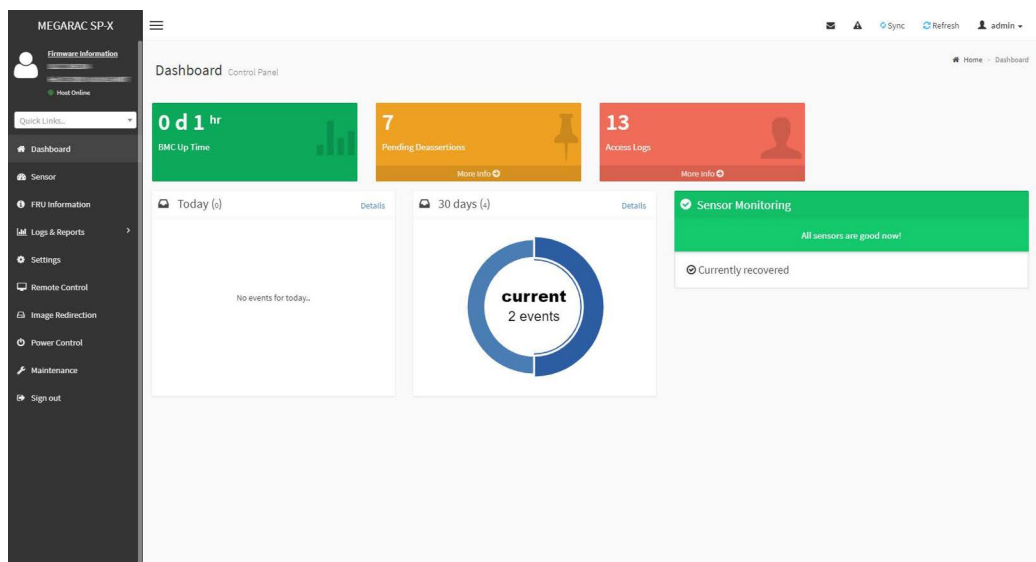 MEGARAC SP-X
Sync Refresh admin
Firmware Information
Host Online
Quick Links...
Dashboard
Sensor
FRU Information
Logs & Reports
Settings
Remote Control
Image Redirection
Power Control
Maintenance
Sign out
Dashboard Control Panel
Home > Dashboard
0 d 1 hr
BMC Up Time
7
Pending Deassertions
More info
13
Access Logs
More info
Today (0) Details
No events for today..
30 days (4) Details
current
2 events
Sensor Monitoring
All sensors are good now!
Currently recovered